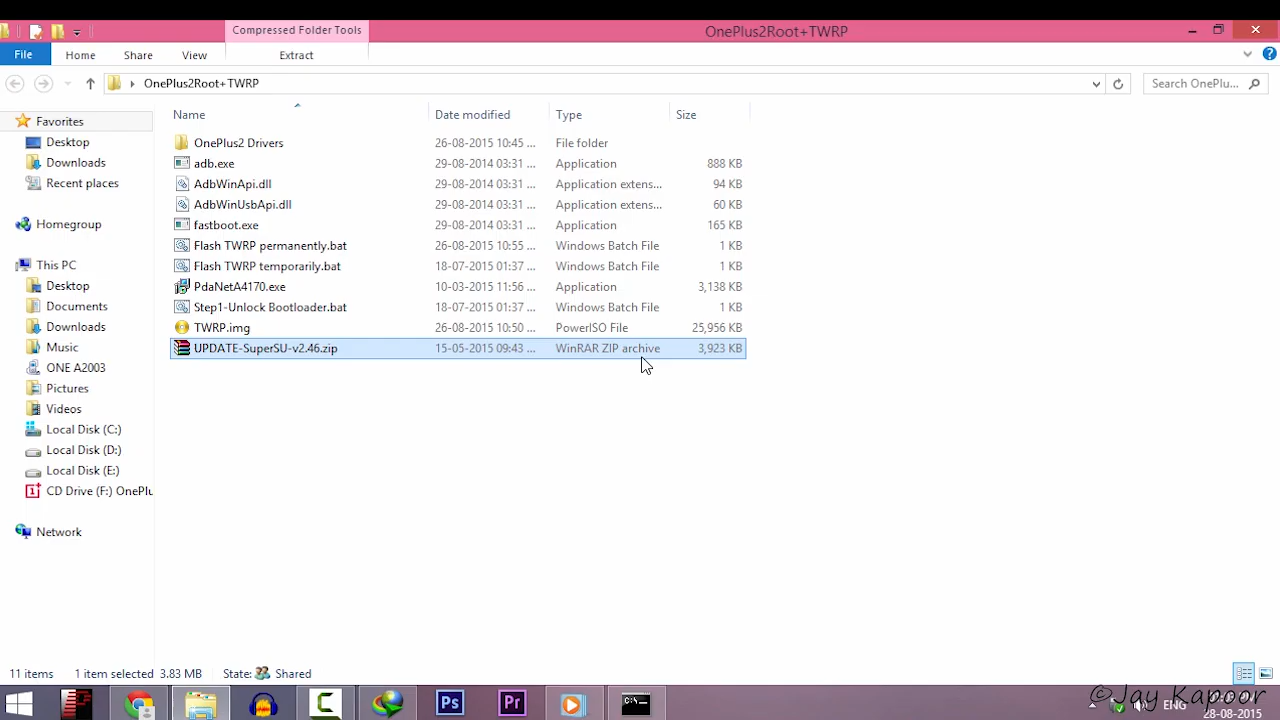 Compressed Folder Tools
OnePlus2Root+TWRP
File Home Share View Extract
OnePlus2Root+TWRP
Search OnePlu...
Name Date modified Type Size
Favorites
Desktop
Downloads
Recent places
Homegroup
This PC
Desktop
Documents
Downloads
Music
ONE A2003
Pictures
Videos
Local Disk (C:)
Local Disk (D:)
Local Disk (E:)
CD Drive (F:) OnePlu
Network
OnePlus2 Drivers 26-08-2015 10:45 ... File folder
adb.exe 29-08-2014 03:31 ... Application 888 KB
AdbWinApi.dll 29-08-2014 03:31 ... Application extens... 94 KB
AdbWinUsbApi.dll 29-08-2014 03:31 ... Application extens... 60 KB
fastboot.exe 29-08-2014 03:31 ... Application 165 KB
Flash TWRP permanently.bat 26-08-2015 10:55 ... Windows Batch File 1 KB
Flash TWRP temporarily.bat 18-07-2015 01:37 ... Windows Batch File 1 KB
PdaNetA4170.exe 10-03-2015 11:56 ... Application 3,138 KB
Step1-Unlock Bootloader.bat 18-07-2015 01:37 ... Windows Batch File 1 KB
TWRP.img 26-08-2015 10:50 ... PowerISO File 25,956 KB
UPDATE-SuperSU-v2.46.zip 15-05-2015 09:43 ... WinRAR ZIP archive 3,923 KB
11 items 1 item selected 3.83 MB State: Shared
Ps Pr
© Jay Kapoor
ENG
28-08-2015